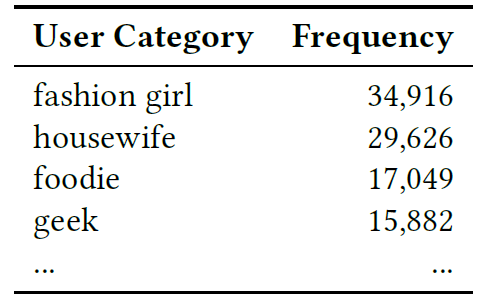 User Category Frequency
fashion girl 34,916
housewife 29,626
foodie 17,049
geek 15,882
... ...